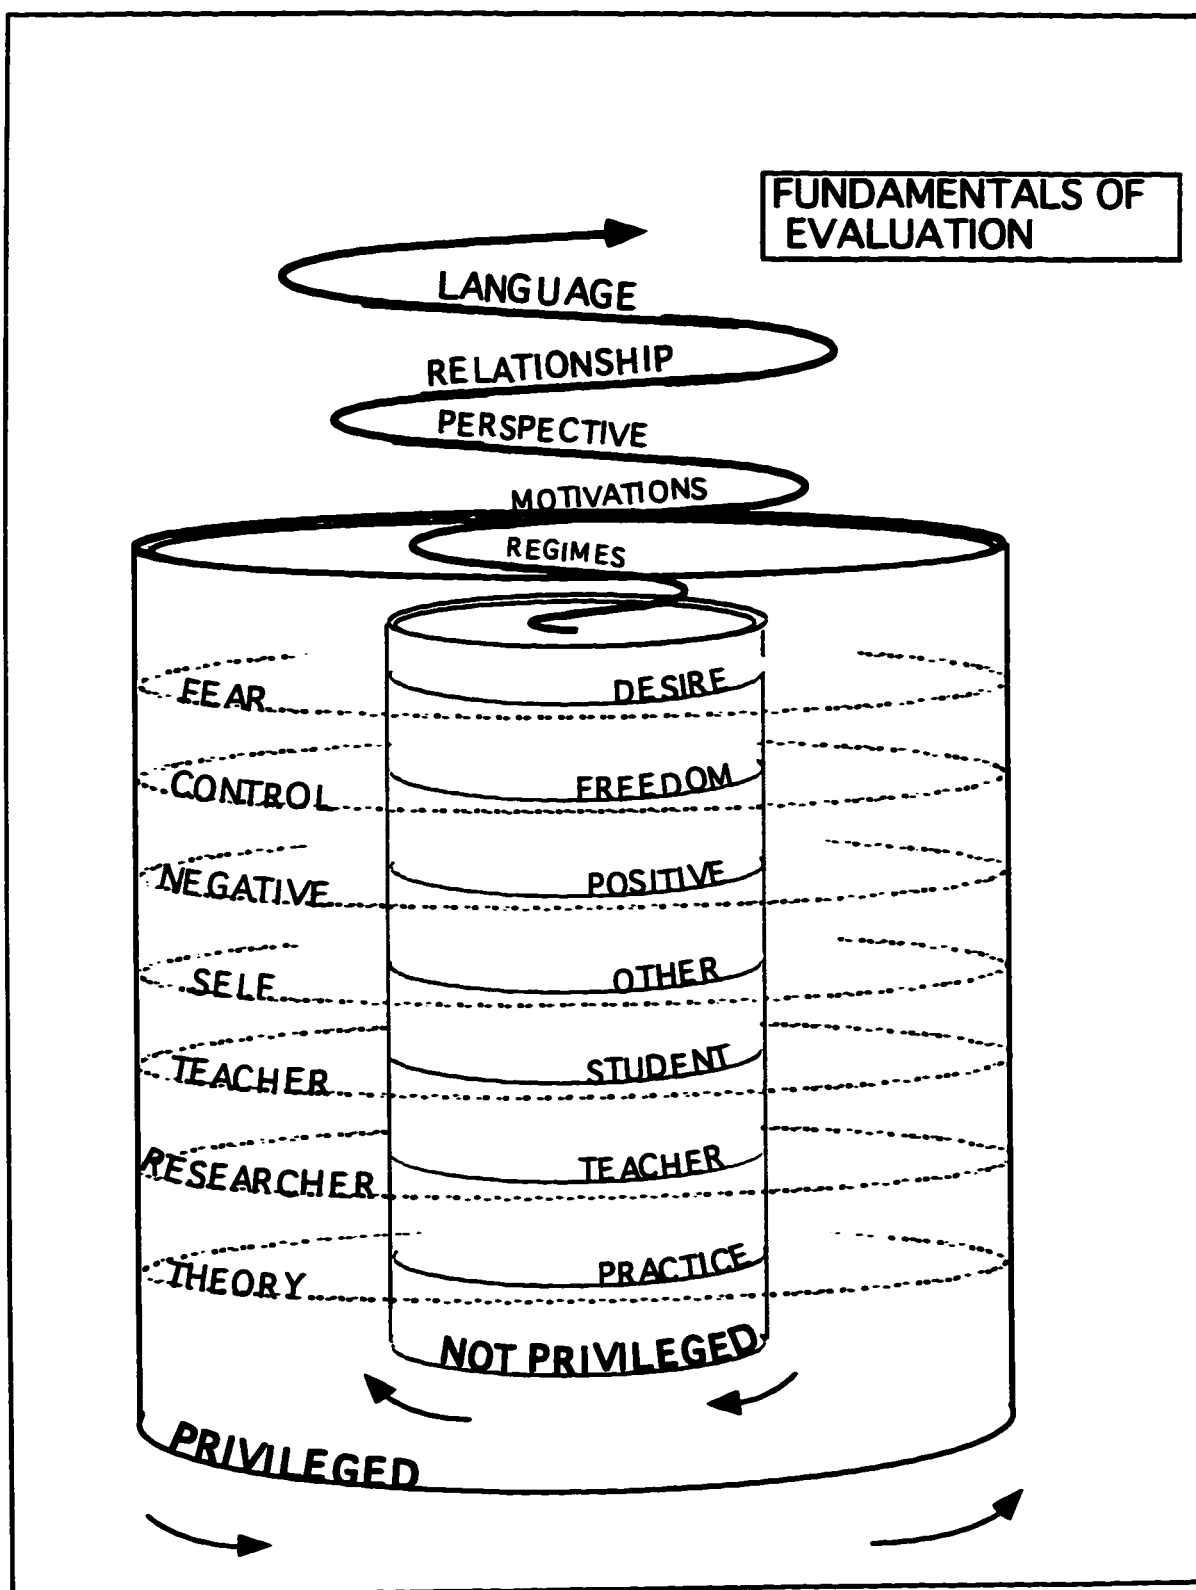 FUNDAMENTALS OF
EVALUATION
LANGUAGE
RELATIONSHIP
PERSPECTIVE
MOTIVATIONS
REGIMES
FEAR DESIRE
CONTROL FREEDOM
NEGATIVE POSITIVE
SELF OTHER
TEACHER STUDENT
RESEARCHER TEACHER
THEORY PRACTICE
NOT PRIVILEGED
PRIVILEGED